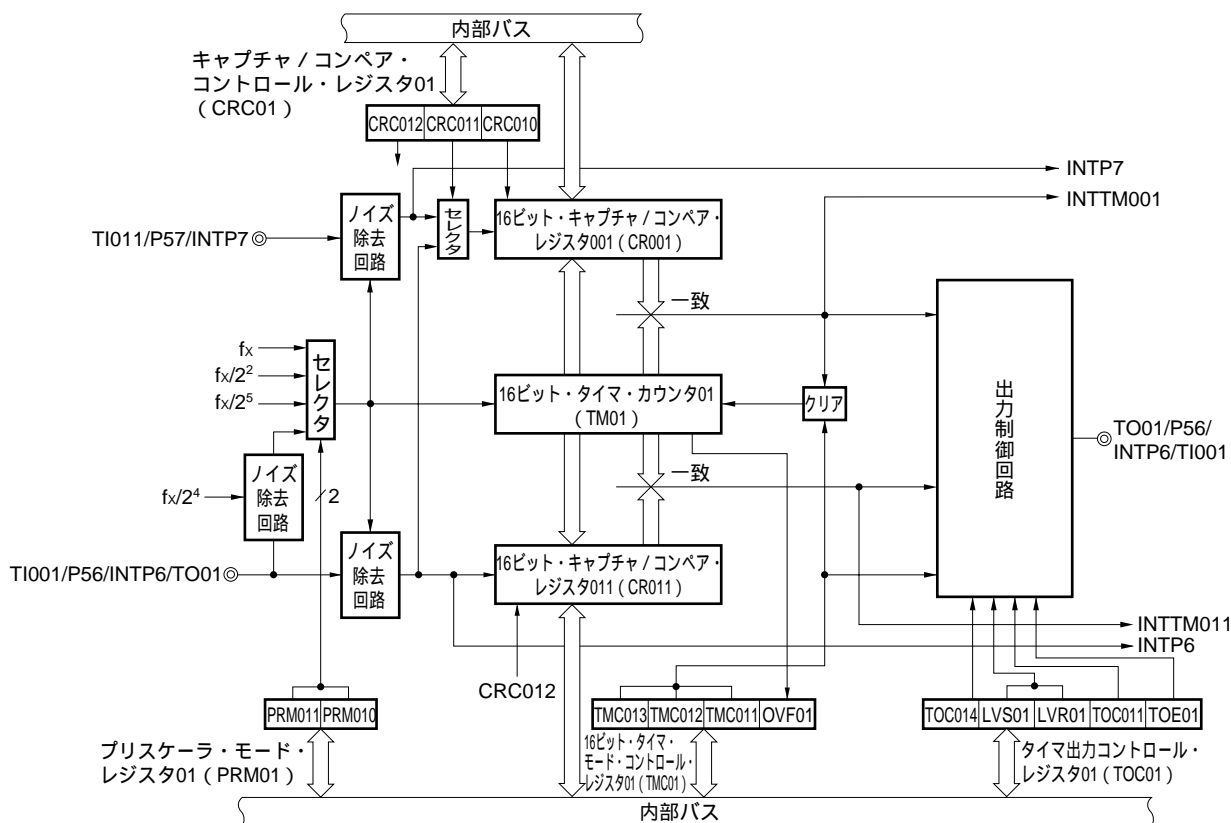 内部バス
キャプチャ / コンペア・
コントロール・レジスタ01
(CRC01)
CRC012 CRC011 CRC010
INTP7
INTTM001
TI011/P57/INTP7
ノイズ
除去
回路
セレクタ
16ビット・キャプチャ / コンペア・
レジスタ001 (CR001)
一致
fX
fX/2²
fX/2⁵
セレクタ
16ビット・タイマ・カウンタ01
(TM01)
クリア
出力制御回路
TO01/P56/
INTP6/TI001
fX/2⁴
ノイズ
除去
回路
2
一致
TI001/P56/INTP6/TO01
ノイズ
除去
回路
16ビット・キャプチャ / コンペア・
レジスタ011 (CR011)
INTTM011
INTP6
CRC012
PRM011 PRM010
TMC013 TMC012 TMC011 OVF01
TOC014 LVS01 LVR01 TOC011 TOE01
プリスケーラ・モード・
レジスタ01 (PRM01)
16ビット・タイマ・
モード・コントロール・
レジスタ01 (TMC01)
タイマ出力コントロール・
レジスタ01 (TOC01)
内部バス